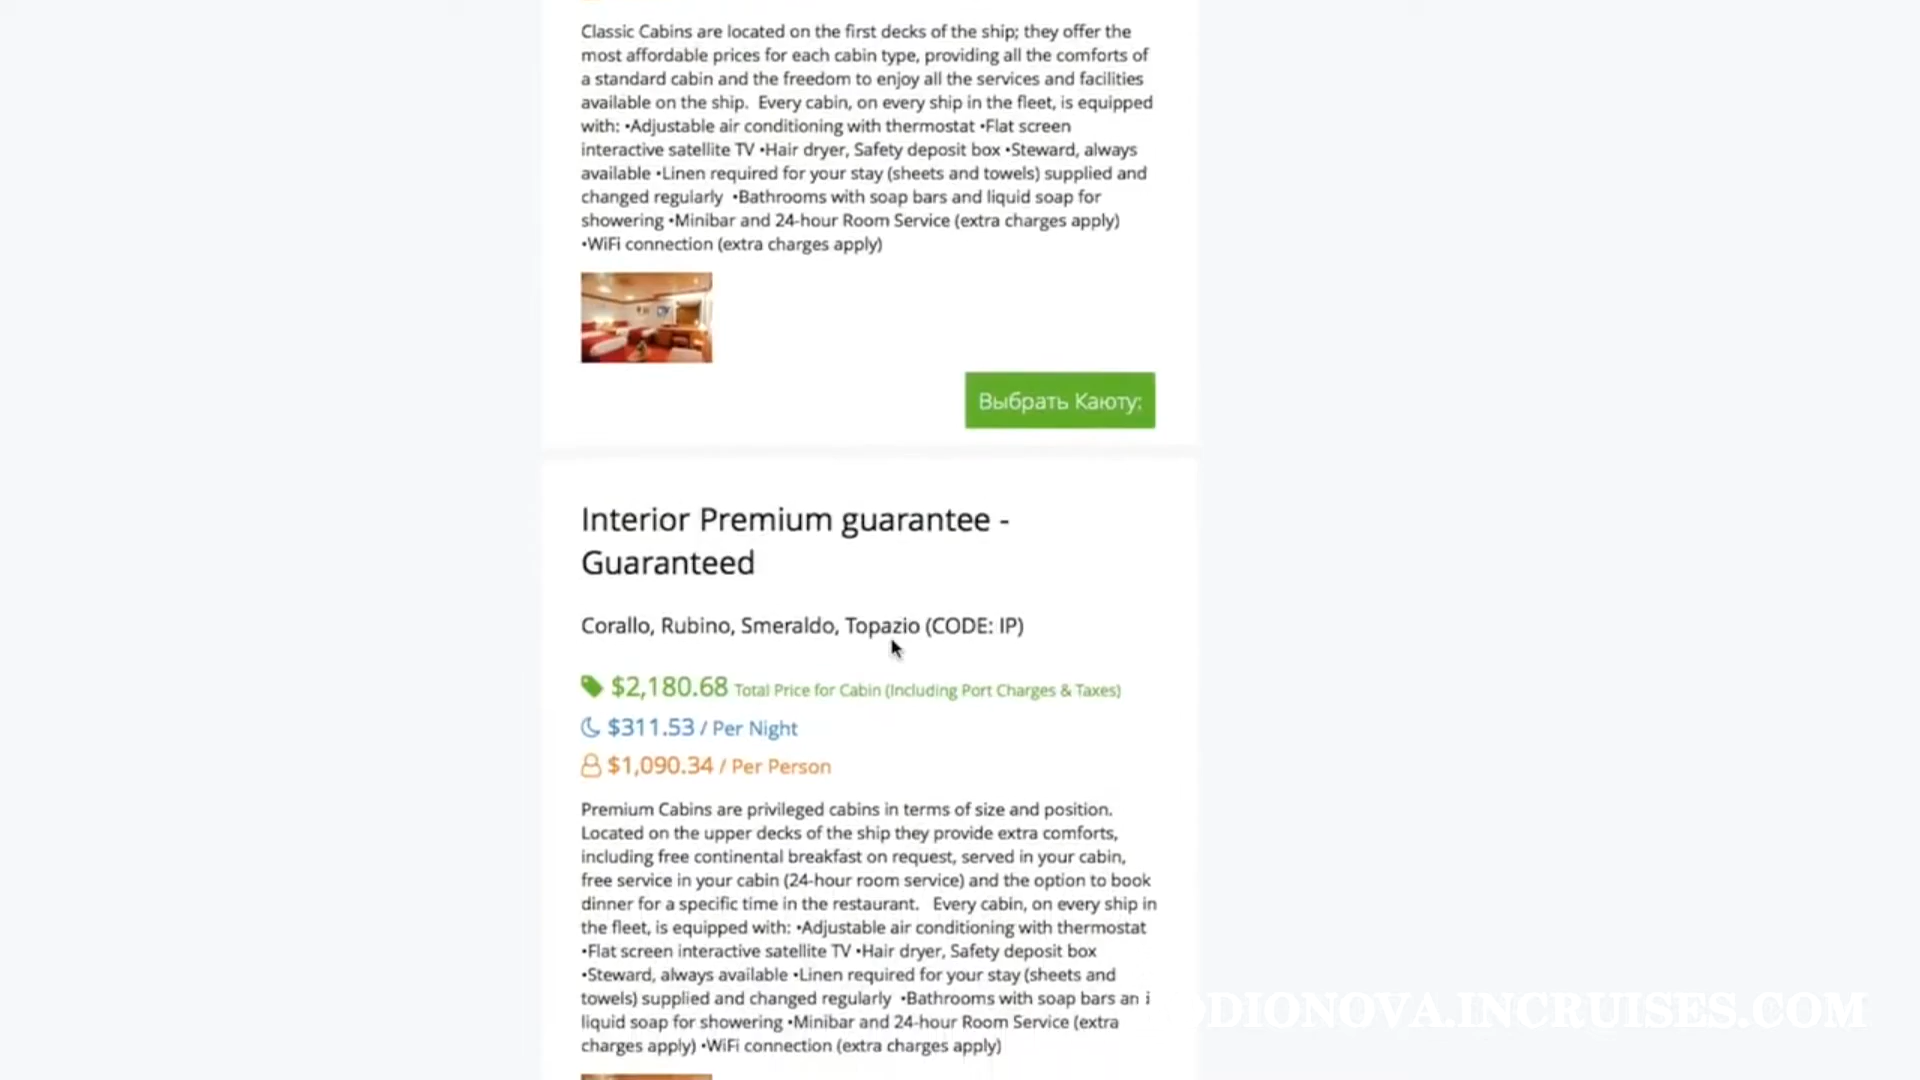 Classic Cabins are located on the first decks of the ship; they offer the
most affordable prices for each cabin type, providing all the comforts of
a standard cabin and the freedom to enjoy all the services and facilities
available on the ship.  Every cabin, on every ship in the fleet, is equipped
with: •Adjustable air conditioning with thermostat •Flat screen
interactive satellite TV •Hair dryer, Safety deposit box •Steward, always
available •Linen required for your stay (sheets and towels) supplied and
changed regularly  •Bathrooms with soap bars and liquid soap for
showering •Minibar and 24-hour Room Service (extra charges apply)
•WiFi connection (extra charges apply)
Выбрать Каюту:
Interior Premium guarantee -
Guaranteed
Corallo, Rubino, Smeraldo, Topazio (CODE: IP)
$2,180.68 Total Price for Cabin (Including Port Charges & Taxes)
$311.53 / Per Night
$1,090.34 / Per Person
Premium Cabins are privileged cabins in terms of size and position.
Located on the upper decks of the ship they provide extra comforts,
including free continental breakfast on request, served in your cabin,
free service in your cabin (24-hour room service) and the option to book
dinner for a specific time in the restaurant.   Every cabin, on every ship in
the fleet, is equipped with: •Adjustable air conditioning with thermostat
•Flat screen interactive satellite TV •Hair dryer, Safety deposit box
•Steward, always available •Linen required for your stay (sheets and
towels) supplied and changed regularly  •Bathrooms with soap bars
liquid soap for showering •Minibar and 24-hour Room Service (extra
charges apply) •WiFi connection (extra charges apply)
DIONOVA.INCRUISES.COM